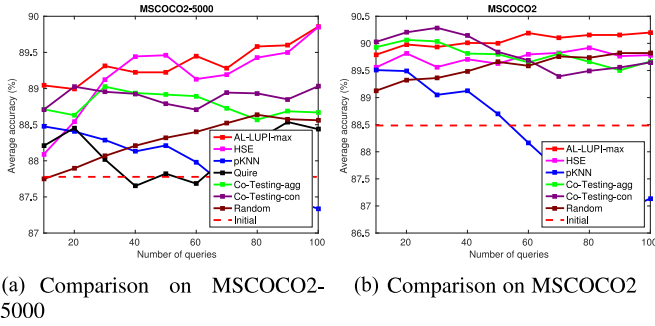 MSCOCO2-5000
90
89.5
89
88.5
88
87.5
87
Average accuracy (%)
AL-LUPI-max
HSE
pKNN
Quire
Co-Testing-agg
Co-Testing-con
Random
Initial
20
40
60
80
100
Number of queries
MSCOCO2
90.5
90
89.5
89
88.5
88
87.5
87
86.5
Average accuracy (%)
AL-LUPI-max
HSE
pKNN
Co-Testing-agg
Co-Testing-con
Random
Initial
20
40
60
80
100
Number of queries
(a) Comparison on MSCOCO2-
5000
(b) Comparison on MSCOCO2